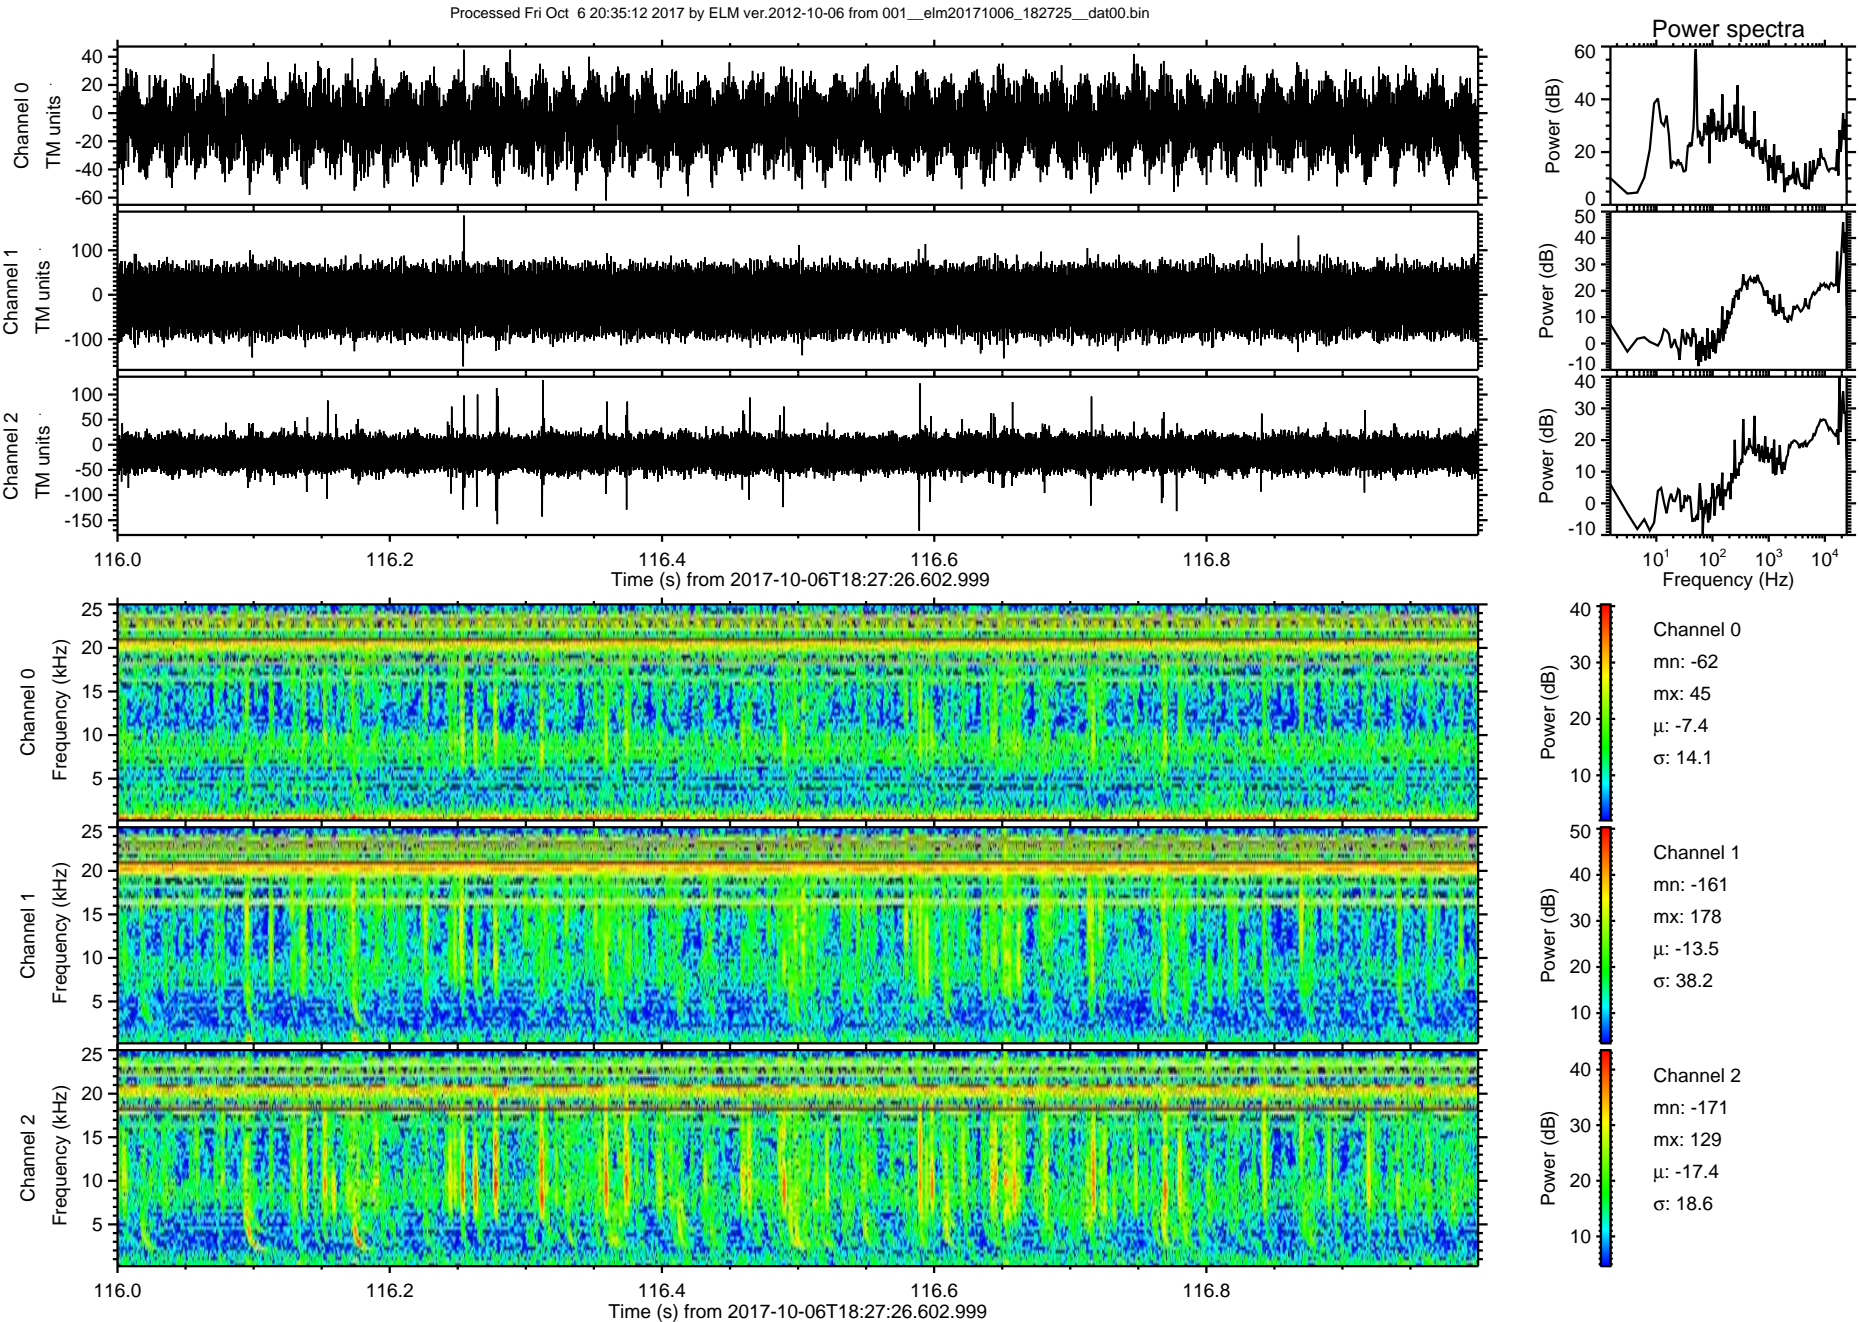 Processed Fri Oct  6 20:35:12 2017 by ELM ver.2012-10-06 from 001__elm20171006_182725__dat00.bin
Power spectra
Channel 0
TM units
40
20
0
-20
-40
-60
Power (dB)
60
40
20
0
Channel 1
TM units
100
0
-100
Power (dB)
50
40
30
20
10
0
-10
Channel 2
TM units
100
50
0
-50
-100
-150
Power (dB)
40
30
20
10
0
-10
116.0 116.2 116.4 116.6 116.8
Time (s) from 2017-10-06T18:27:26.602.999
10¹ 10² 10³ 10⁴
Frequency (Hz)
Channel 0
Frequency (kHz)
25
20
15
10
5
Power (dB)
40
30
20
10
Channel 0
mn: -62
mx: 45
μ: -7.4
σ: 14.1
Channel 1
Frequency (kHz)
25
20
15
10
5
Power (dB)
50
40
30
20
10
Channel 1
mn: -161
mx: 178
μ: -13.5
σ: 38.2
Channel 2
Frequency (kHz)
25
20
15
10
5
Power (dB)
40
30
20
10
Channel 2
mn: -171
mx: 129
μ: -17.4
σ: 18.6
116.0 116.2 116.4 116.6 116.8
Time (s) from 2017-10-06T18:27:26.602.999